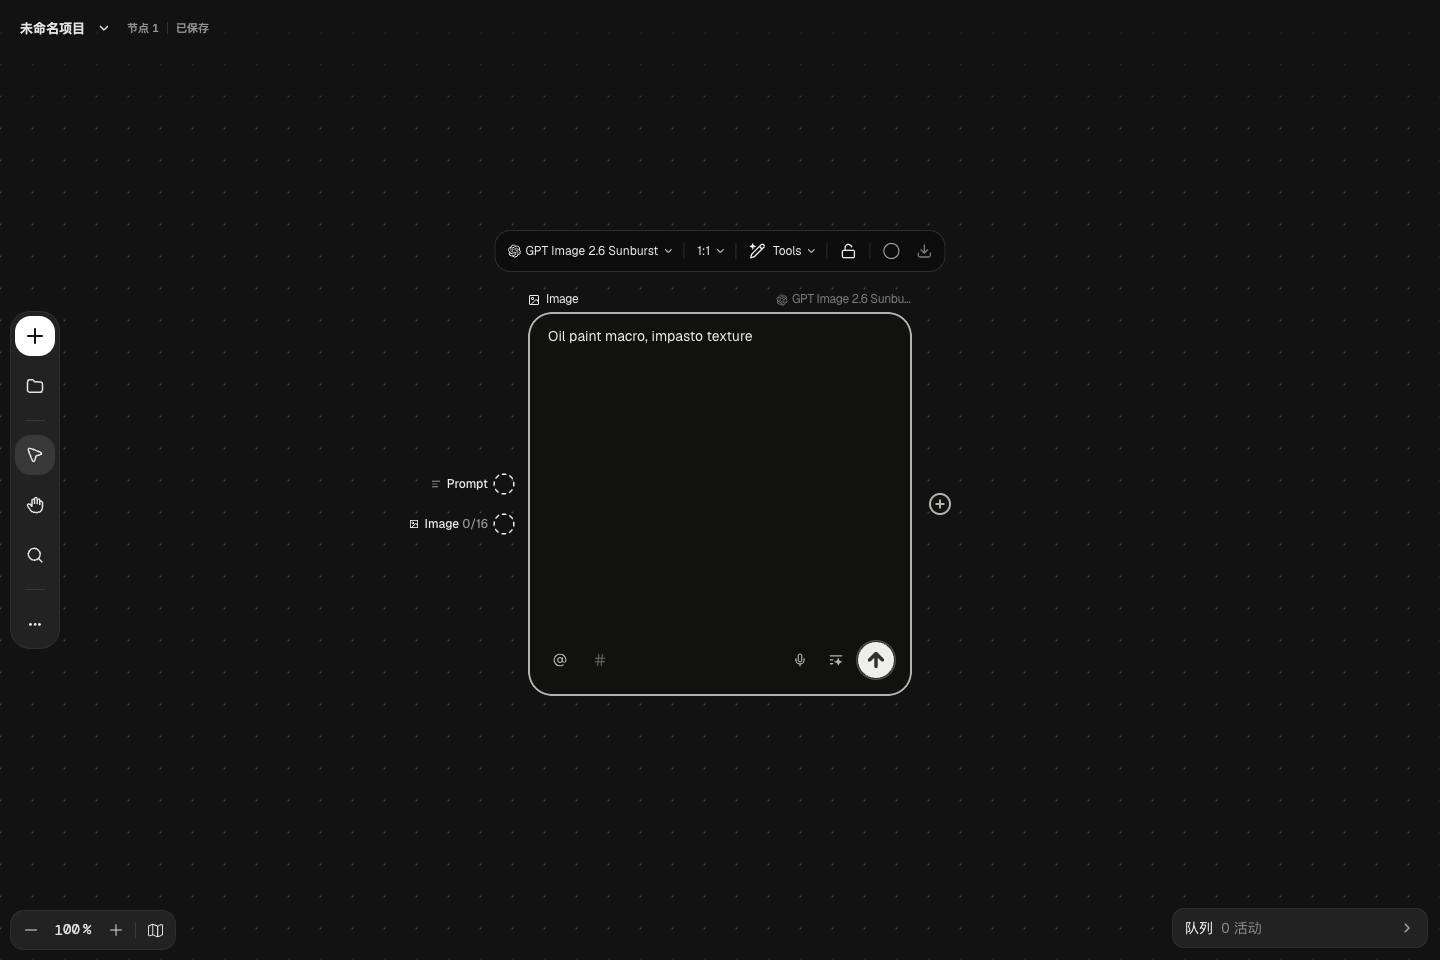 未命名项目
节点 1
已保存
GPT Image 2.6 Sunburst
1:1
Tools
Image
GPT Image 2.6 Sunbu...
Oil paint macro, impasto texture
Prompt
Image 0/16
@ #
100%
队列 0 活动